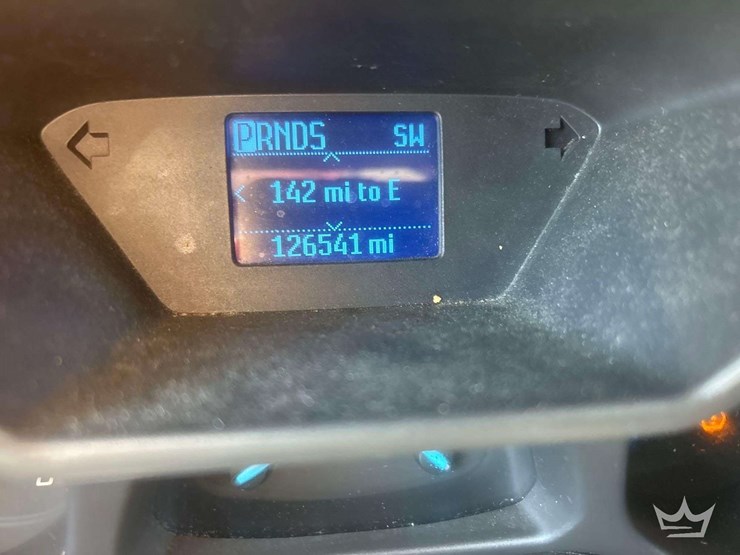 PRNDS SW
142 mi to E
126541 mi